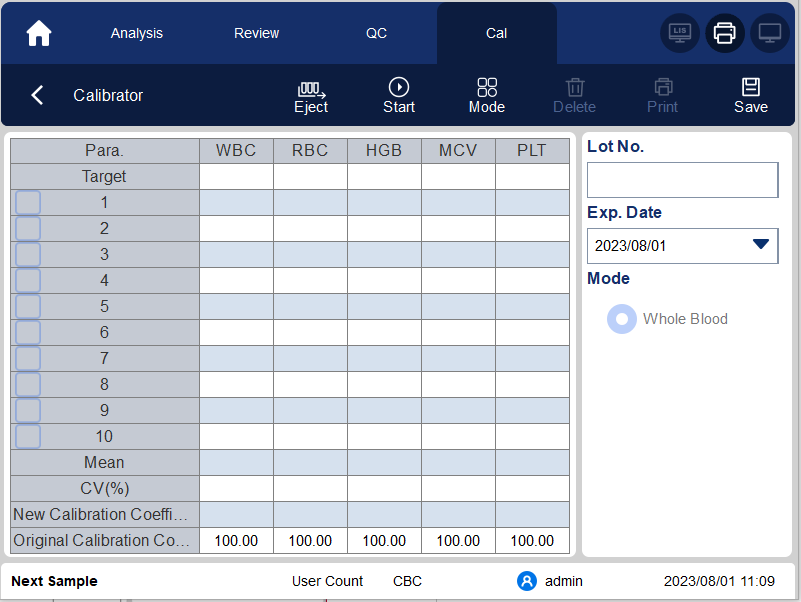 Analysis Review QC Cal LIS
Calibrator Eject Start Mode Delete Print Save
Para. WBC RBC HGB MCV PLT
Target
1
2
3
4
5
6
7
8
9
10
Mean
CV(%)
New Calibration Coeffi...
Original Calibration Co... 100.00 100.00 100.00 100.00 100.00
Lot No.
Exp. Date
2023/08/01
Mode
Whole Blood
Next Sample User Count CBC admin 2023/08/01 11:09